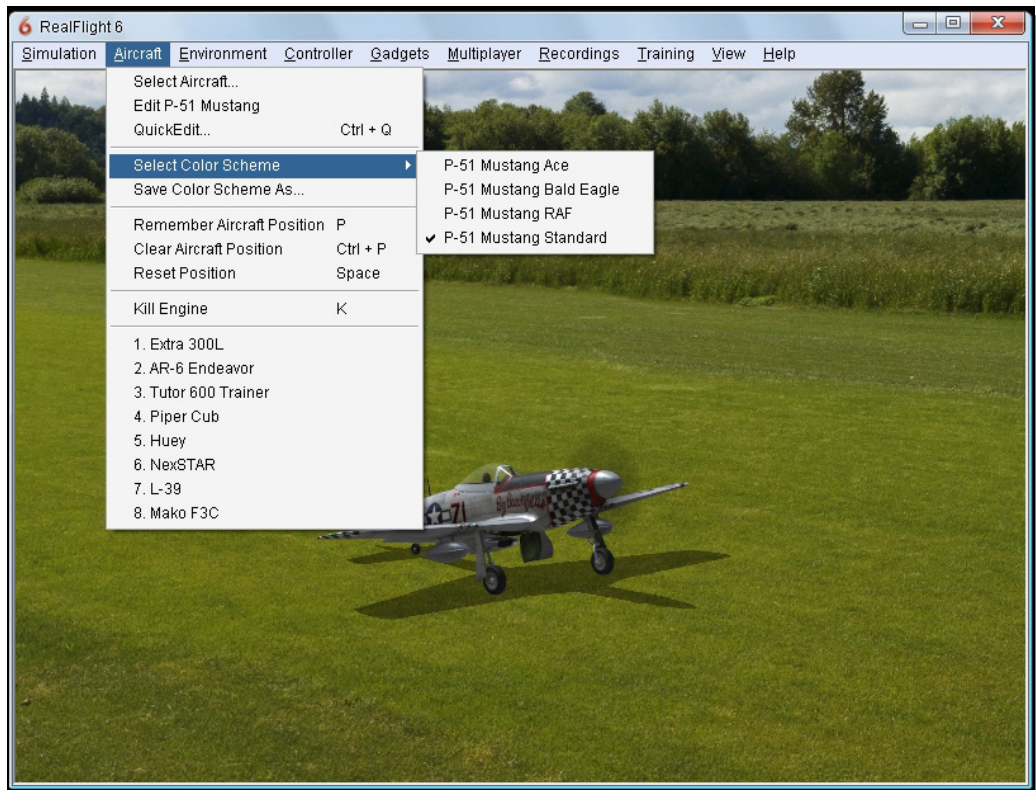 6 RealFlight 6
Simulation Aircraft Environment Controller Gadgets Multiplayer Recordings Training View Help
Select Aircraft...
Edit P-51 Mustang
QuickEdit... Ctrl + Q
Select Color Scheme
Save Color Scheme As...
Remember Aircraft Position P
Clear Aircraft Position Ctrl + P
Reset Position Space
Kill Engine K
1. Extra 300L
2. AR-6 Endeavor
3. Tutor 600 Trainer
4. Piper Cub
5. Huey
6. NexSTAR
7. L-39
8. Mako F3C
P-51 Mustang Ace
P-51 Mustang Bald Eagle
P-51 Mustang RAF
P-51 Mustang Standard
71
Big Beautiful